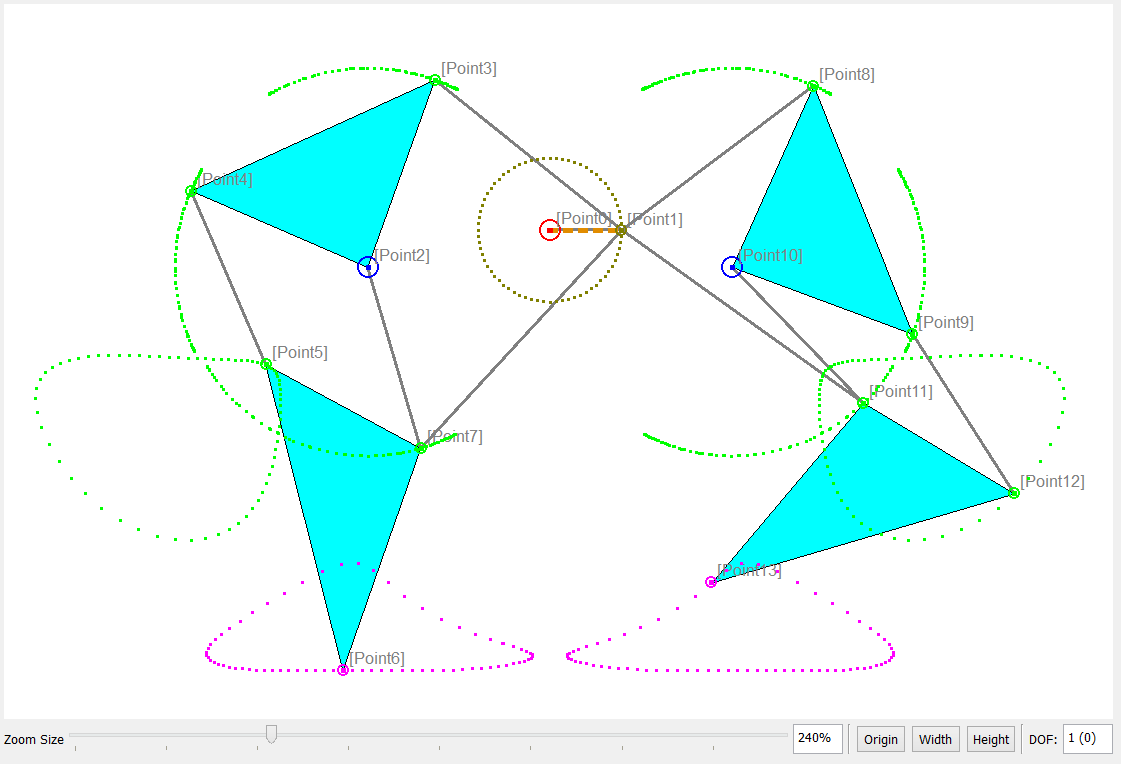 [Point3]
[Point8]
[Point4]
[Point0]
[Point1]
[Point2]
[Point10]
[Point9]
[Point5]
[Point11]
[Point7]
[Point12]
[Point13]
[Point6]
Zoom Size
240%
Origin
Width
Height
DOF:
1 (0)